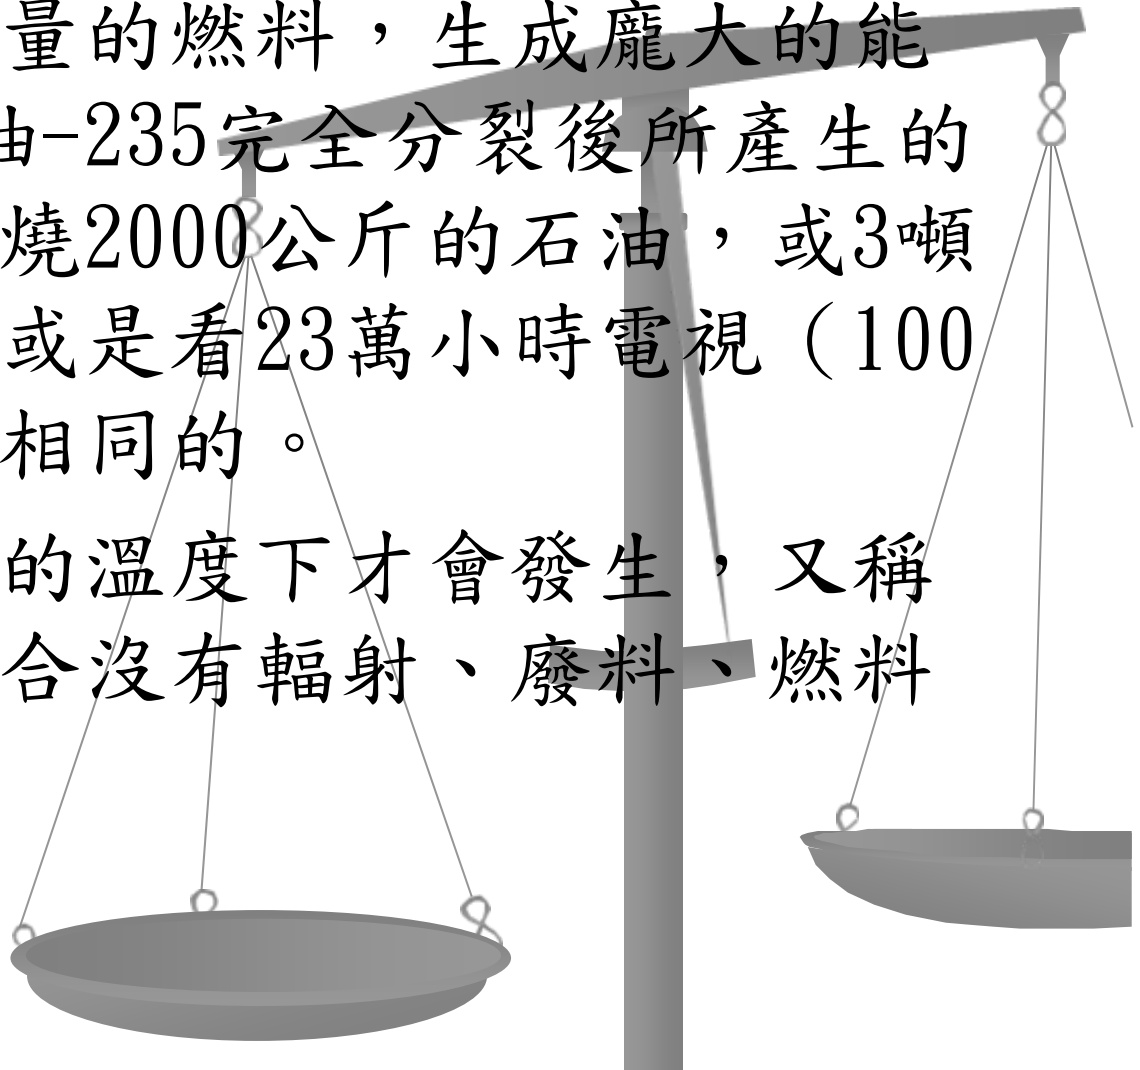 量的燃料，生成龐大的能
-235完全分裂後所產生的
燒2000公斤的石油，或3噸
或是看23萬小時電視（100
相同的。
的溫度下才會發生，又稱
合沒有輻射、廢料、燃料